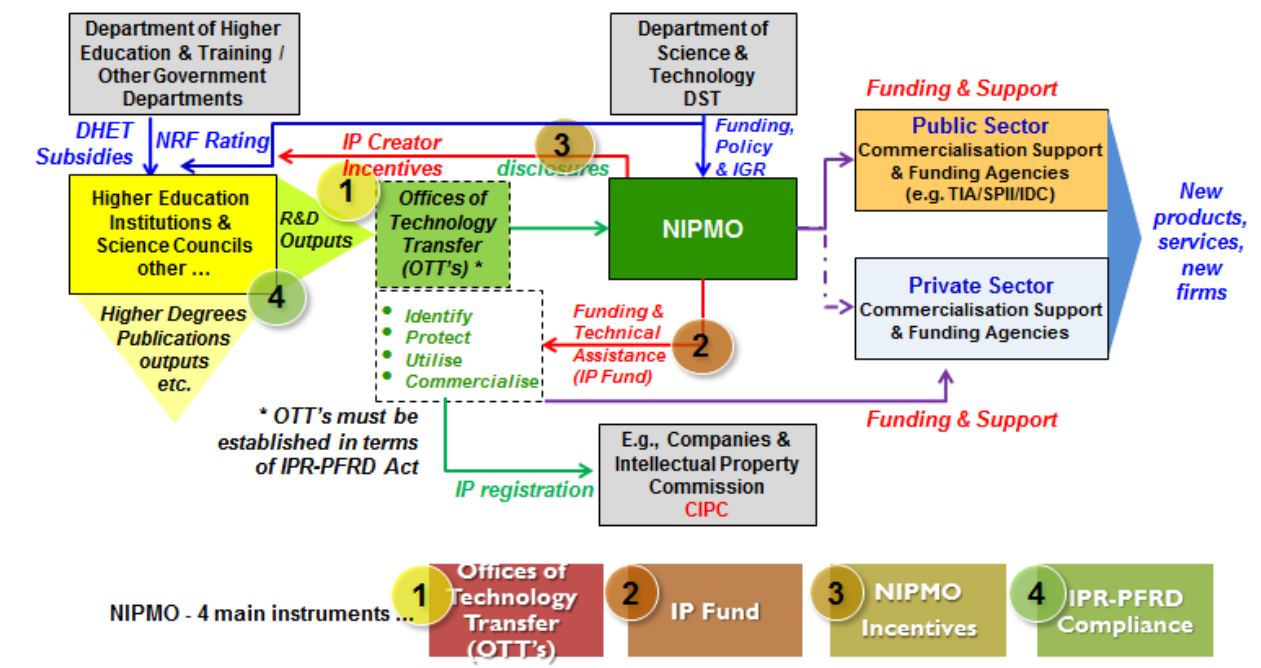 Department of Higher
Education & Training /
Other Government
Departments
Department of
Science &
Technology
DST
Funding & Support
DHET
Subsidies
NRF Rating
IP Creator
Incentives
3
disclosures
Funding,
Policy
& IGR
Public Sector
Commercialisation Support
& Funding Agencies
(e.g. TIA/SPII/IDC)
Higher Education
Institutions &
Science Councils
other ...
1
R&D
Outputs
Offices of
Technology
Transfer
(OTT's) *
NIPMO
New
products,
services,
new
firms
4
Higher Degrees
Publications
outputs
etc.
• Identify
• Protect
• Utilise
• Commercialise
Funding &
Technical
Assistance
(IP Fund)
2
Private Sector
Commercialisation Support
& Funding Agencies
* OTT's must be
established in terms
of IPR-PFRD Act
Funding & Support
IP registration
E.g., Companies &
Intellectual Property
Commission
CIPC
NIPMO - 4 main instruments ...
1
Offices of
Technology
Transfer
(OTT's)
2
IP Fund
3
NIPMO
Incentives
4
IPR-PFRD
Compliance